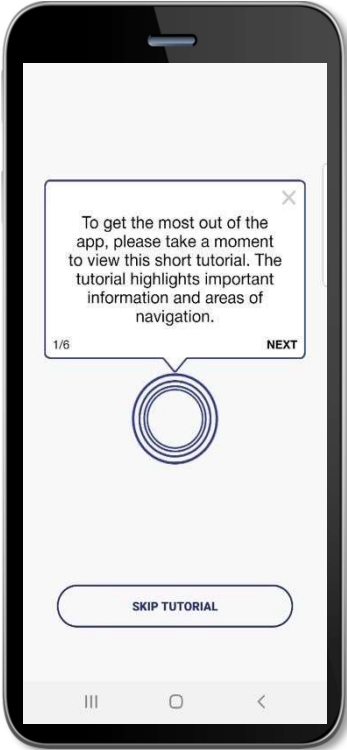 To get the most out of the
app, please take a moment
to view this short tutorial. The
tutorial highlights important
information and areas of
navigation.
1/6 NEXT
SKIP TUTORIAL